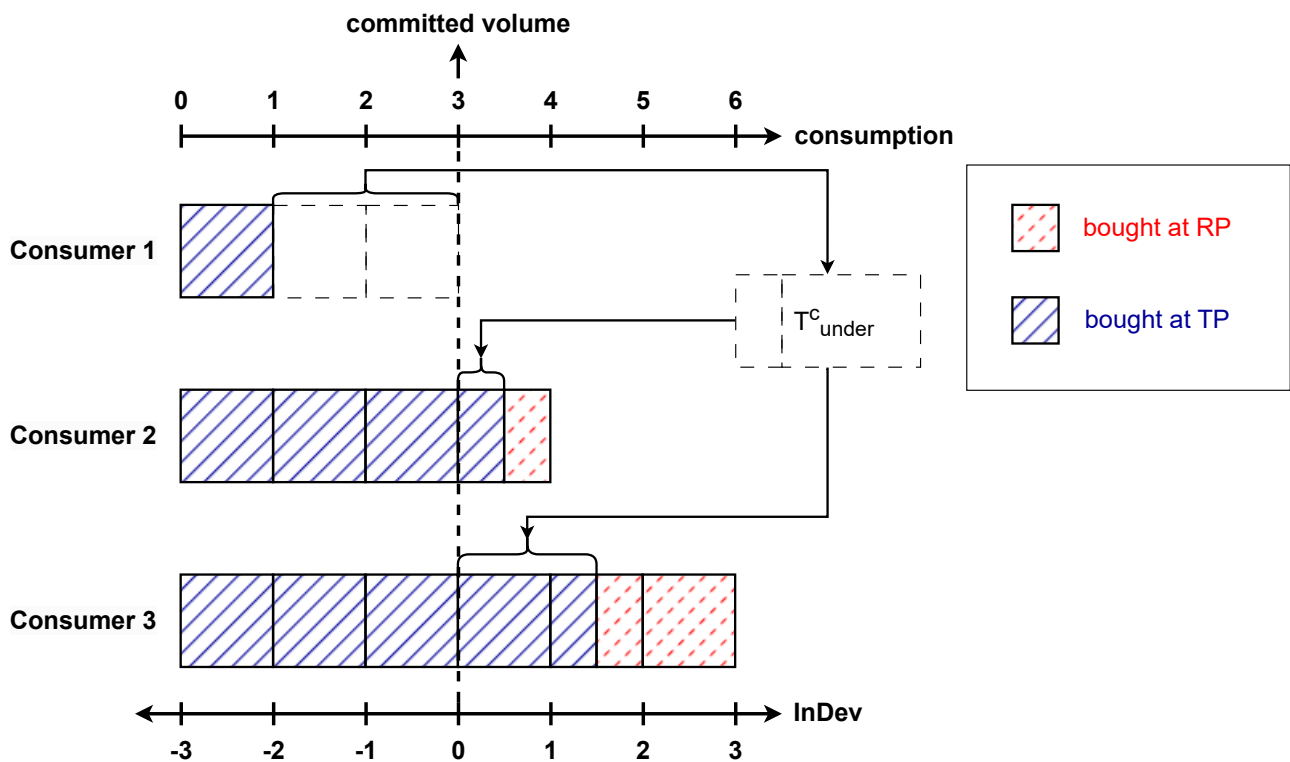 committed volume
0 1 2 3 4 5 6
consumption
Consumer 1
bought at RP
bought at TP
T^c_under
Consumer 2
Consumer 3
InDev
-3 -2 -1 0 1 2 3